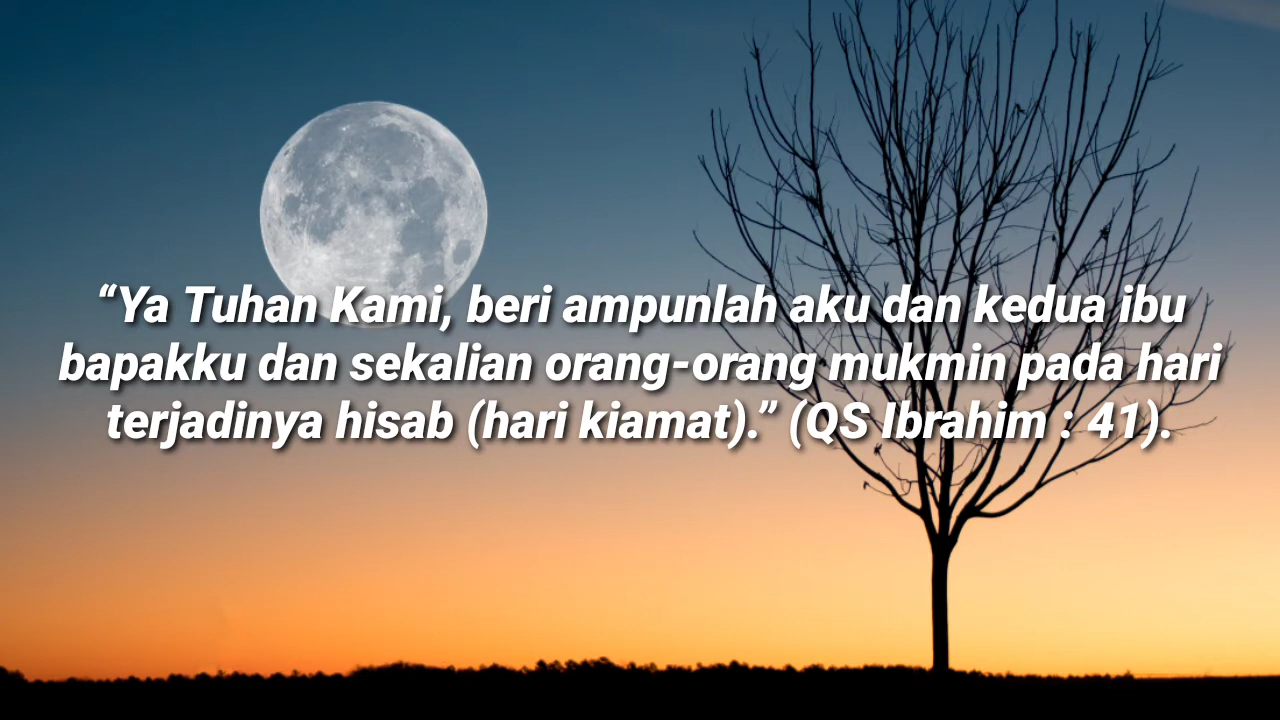 “Ya Tuhan Kami, beri ampunlah aku dan kedua ibu
bapakku dan sekalian orang-orang mukmin pada hari
terjadinya hisab (hari kiamat).” (QS Ibrahim : 41).